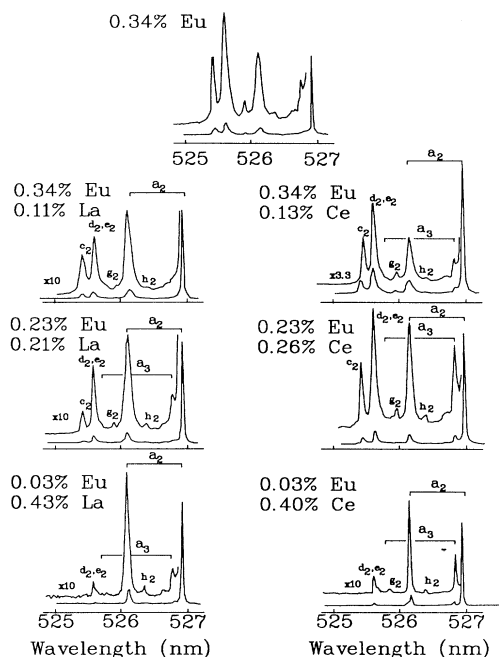 0.34% Eu
525 526 527
0.34% Eu
0.11% La
a2
c2
d2,e2
g2
h2
x10
0.34% Eu
0.13% Ce
a2
d2,e2
c2
a3
g2
h2
x3.3
0.23% Eu
0.21% La
a2
d2,e2
a3
c2
g2
h2
x10
0.23% Eu
0.26% Ce
a2
d2,e2
a3
c2
g2
h2
0.03% Eu
0.43% La
a2
a3
d2,e2
h2
x10
525 526 527
Wavelength (nm)
0.03% Eu
0.40% Ce
a2
a3
d2,e2
g2
h2
x10
525 526 527
Wavelength (nm)